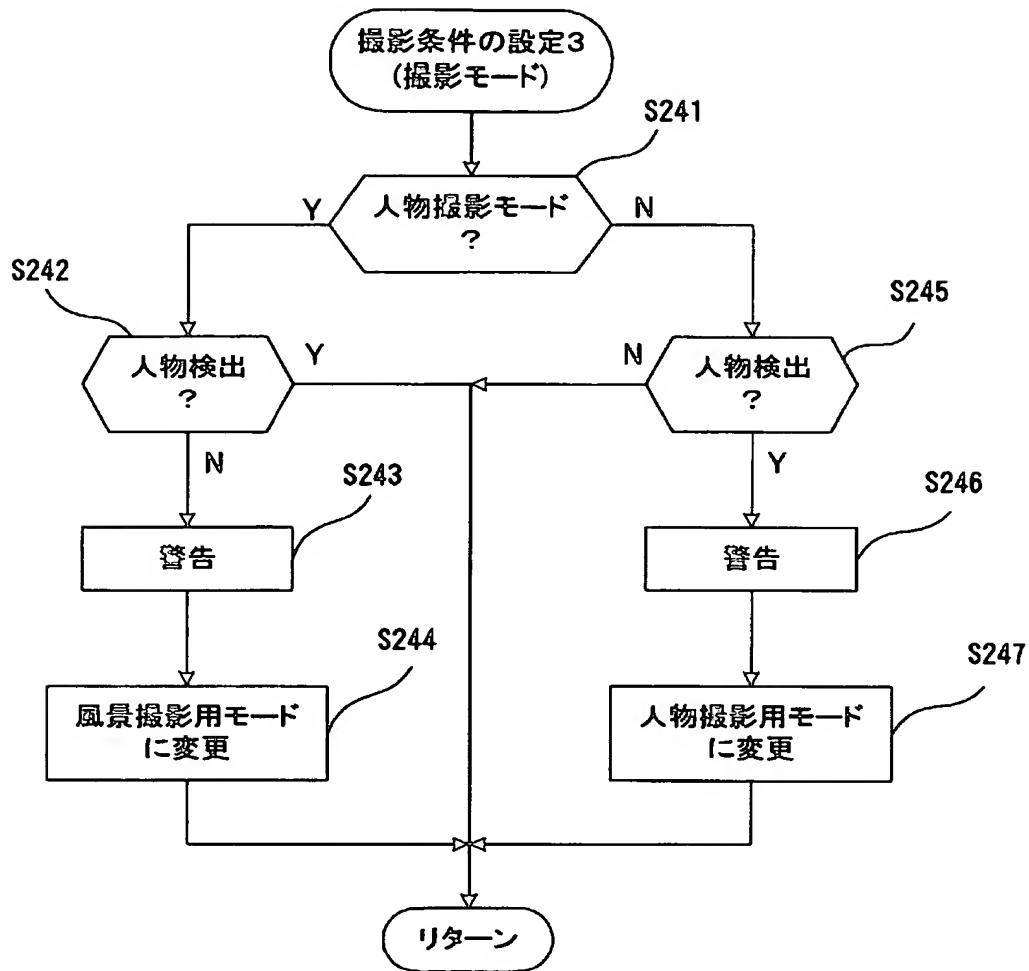 撮影条件の設定3
(撮影モード)
S241
人物撮影モード
?
Y
N
S242
人物検出
?
Y
N
S245
人物検出
?
N
Y
S243
警告
S246
警告
S244
風景撮影用モード
に変更
S247
人物撮影用モード
に変更
リターン